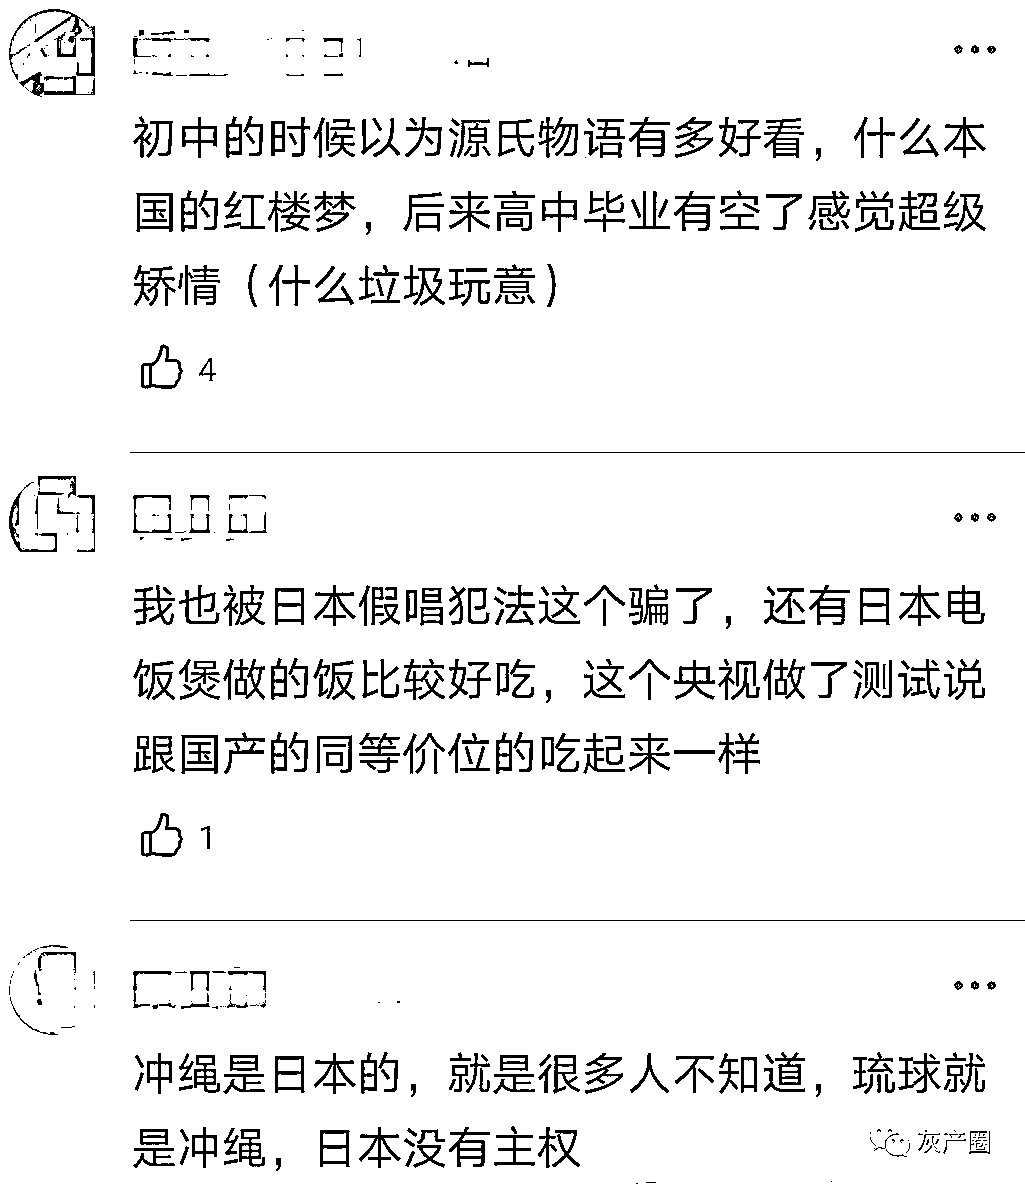 初中的时候以为源氏物语有多好看，什么本
国的红楼梦，后来高中毕业有空了感觉超级
矫情（什么垃圾玩意）
4
我也被日本假唱犯法这个骗了，还有日本电
饭煲做的饭比较好吃，这个央视做了测试说
跟国产的同等价位的吃起来一样
1
冲绳是日本的，就是很多人不知道，琉球就
是冲绳，日本没有主权
灰产圈